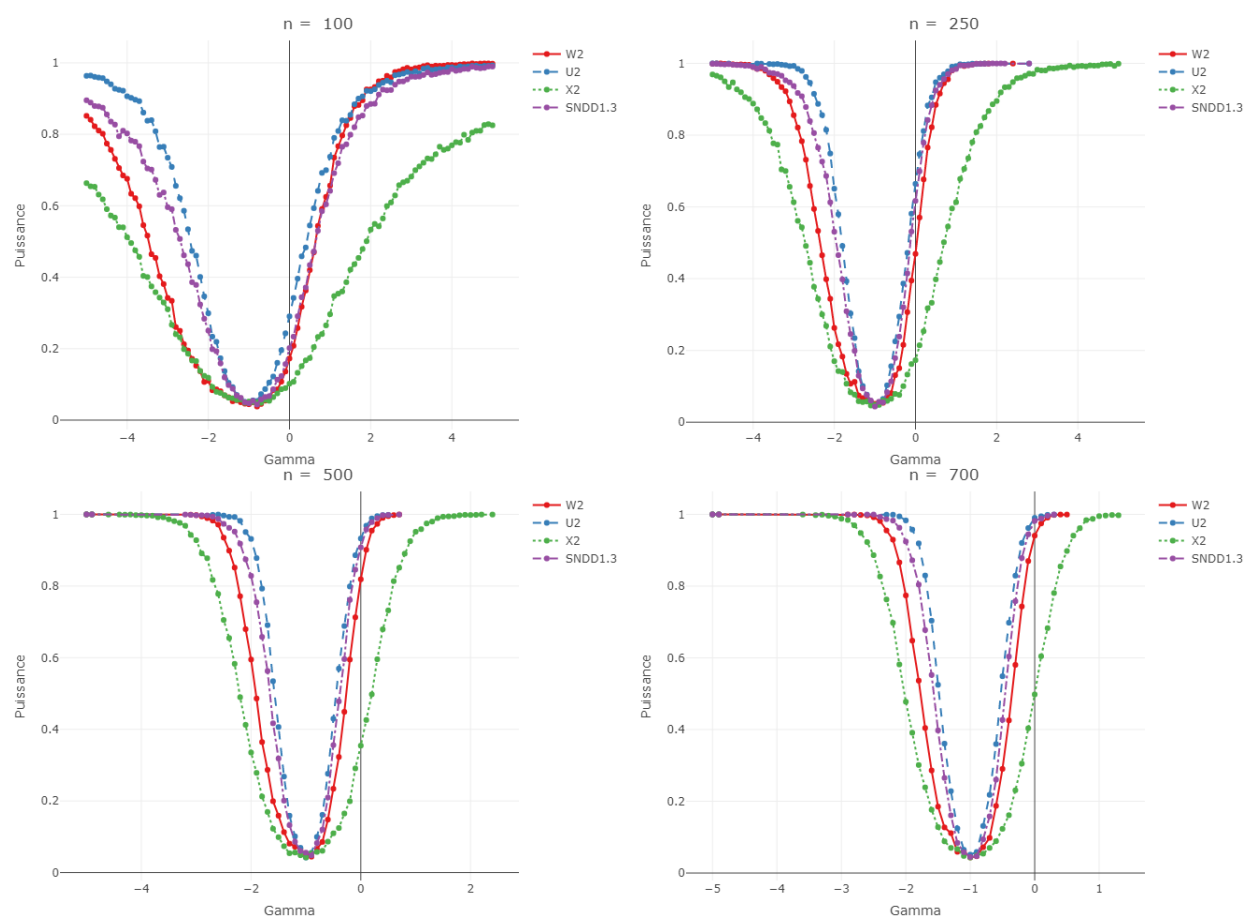 n = 100
W2
U2
X2
SNDD1.3
Puissance
1
0.8
0.6
0.4
0.2
0
−4
−2
0
2
4
Gamma
n = 250
W2
U2
X2
SNDD1.3
Puissance
1
0.8
0.6
0.4
0.2
0
−4
−2
0
2
4
Gamma
n = 500
W2
U2
X2
SNDD1.3
Puissance
1
0.8
0.6
0.4
0.2
0
−4
−2
0
2
Gamma
n = 700
W2
U2
X2
SNDD1.3
Puissance
1
0.8
0.6
0.4
0.2
0
−5
−4
−3
−2
−1
0
1
Gamma